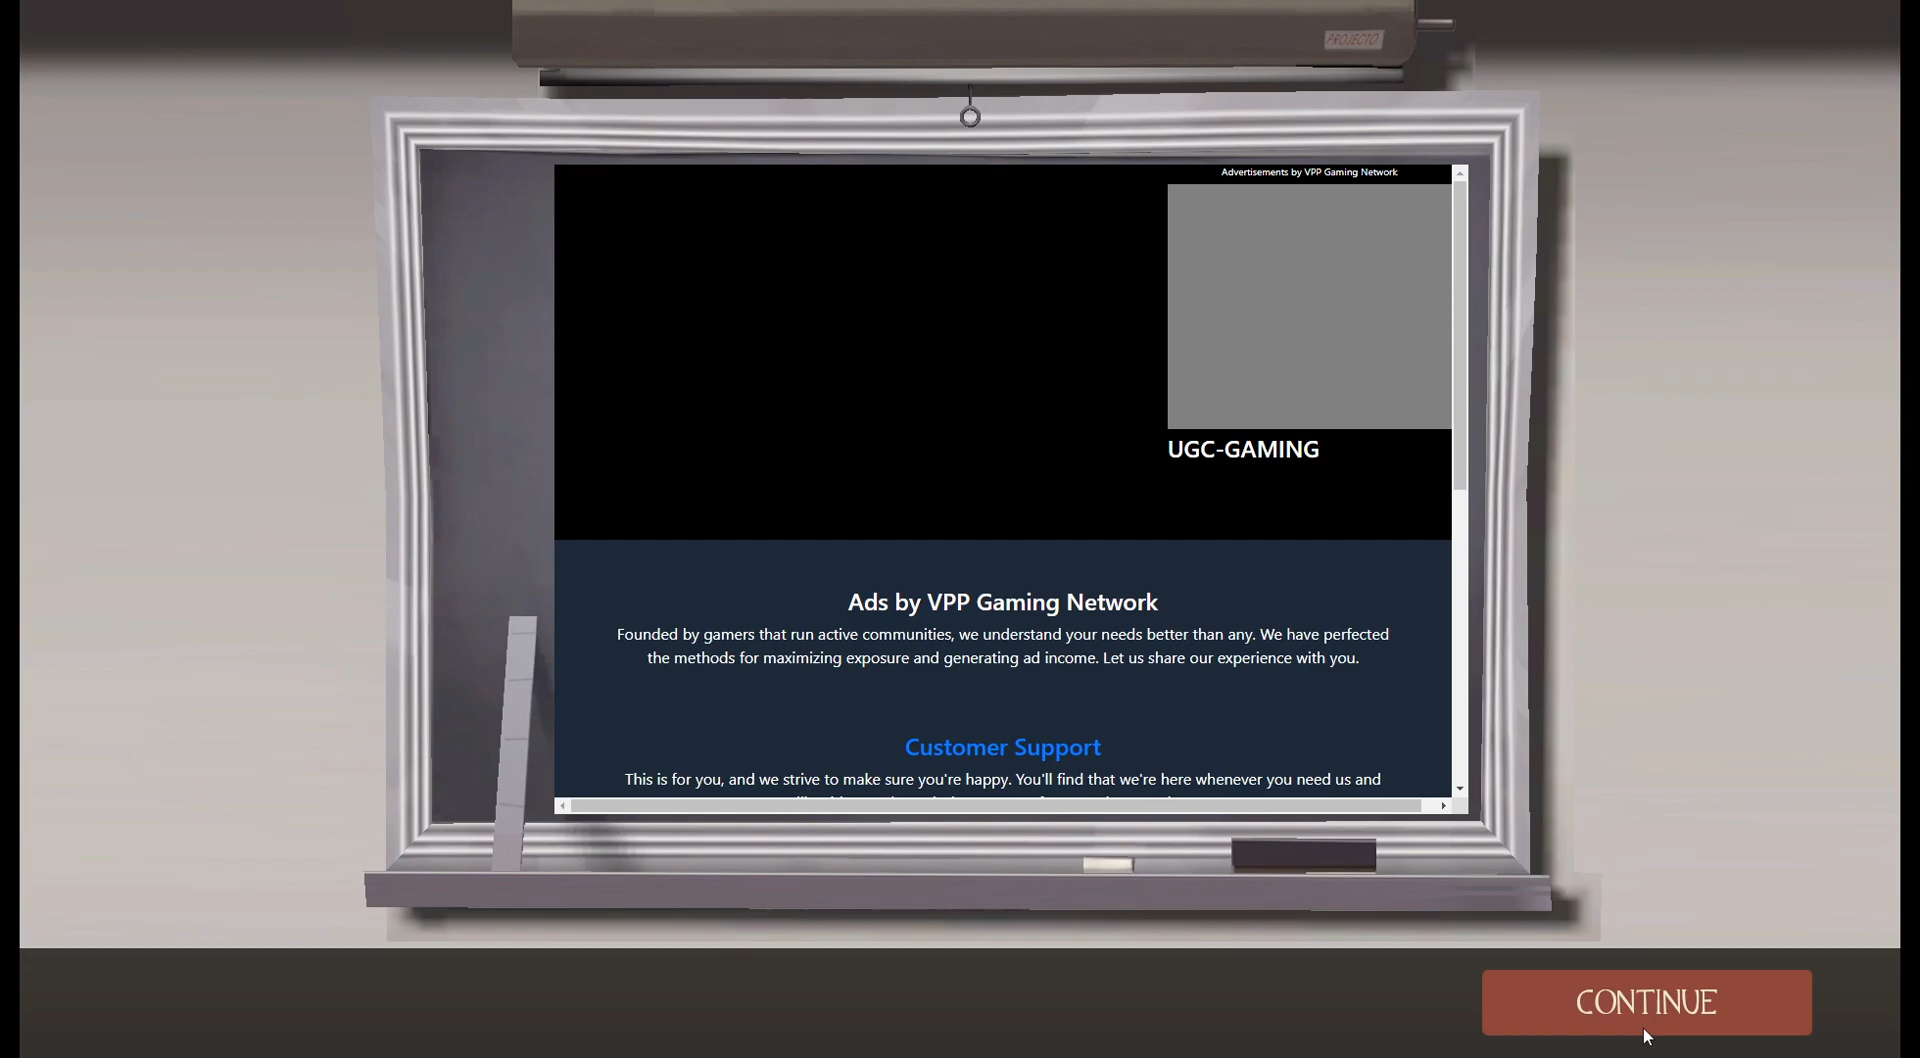 PROJECTO
Advertisements by VPP Gaming Network
UGC-GAMING
Ads by VPP Gaming Network
Founded by gamers that run active communities, we understand your needs better than any. We have perfected
the methods for maximizing exposure and generating ad income. Let us share our experience with you.
Customer Support
This is for you, and we strive to make sure you're happy. You'll find that we're here whenever you need us and
CONTINUE